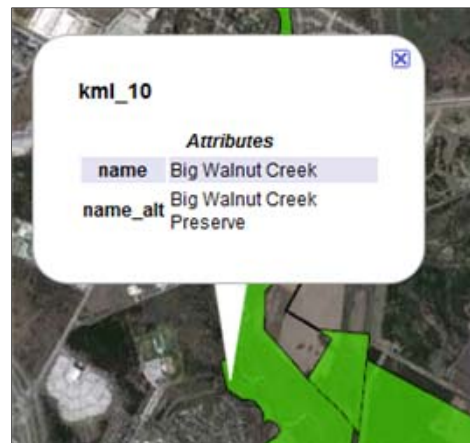 kml_10
Attributes
name Big Walnut Creek
name_alt Big Walnut Creek
Preserve